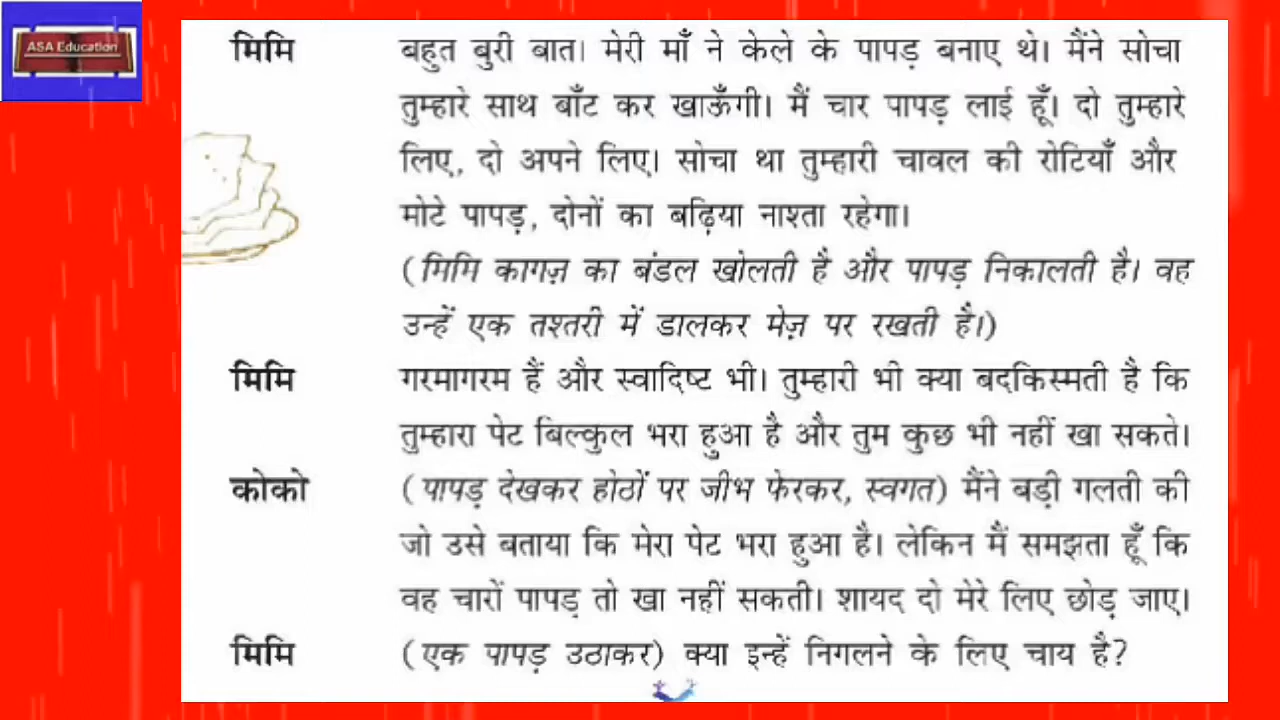 ASA Education
मिमि बहुत बुरी बात। मेरी माँ ने केले के पापड़ बनाए थे। मैंने सोचा
तुम्हारे साथ बाँट कर खाऊँगी। मैं चार पापड़ लाई हूँ। दो तुम्हारे
लिए, दो अपने लिए। सोचा था तुम्हारी चावल की रोटियाँ और
मोटे पापड़, दोनों का बढ़िया नाश्ता रहेगा।
(मिमि कागज़ का बंडल खोलती है और पापड़ निकालती है। वह
उन्हें एक तश्तरी में डालकर मेज़ पर रखती है।)
मिमि गरमागरम हैं और स्वादिष्ट भी। तुम्हारी भी क्या बदकिस्मती है कि
तुम्हारा पेट बिल्कुल भरा हुआ है और तुम कुछ भी नहीं खा सकते।
कोको (पापड़ देखकर होठों पर जीभ फेरकर, स्वगत) मैंने बड़ी गलती की
जो उसे बताया कि मेरा पेट भरा हुआ है। लेकिन मैं समझता हूँ कि
वह चारों पापड़ तो खा नहीं सकती। शायद दो मेरे लिए छोड़ जाए।
मिमि (एक पापड़ उठाकर) क्या इन्हें निगलने के लिए चाय है?